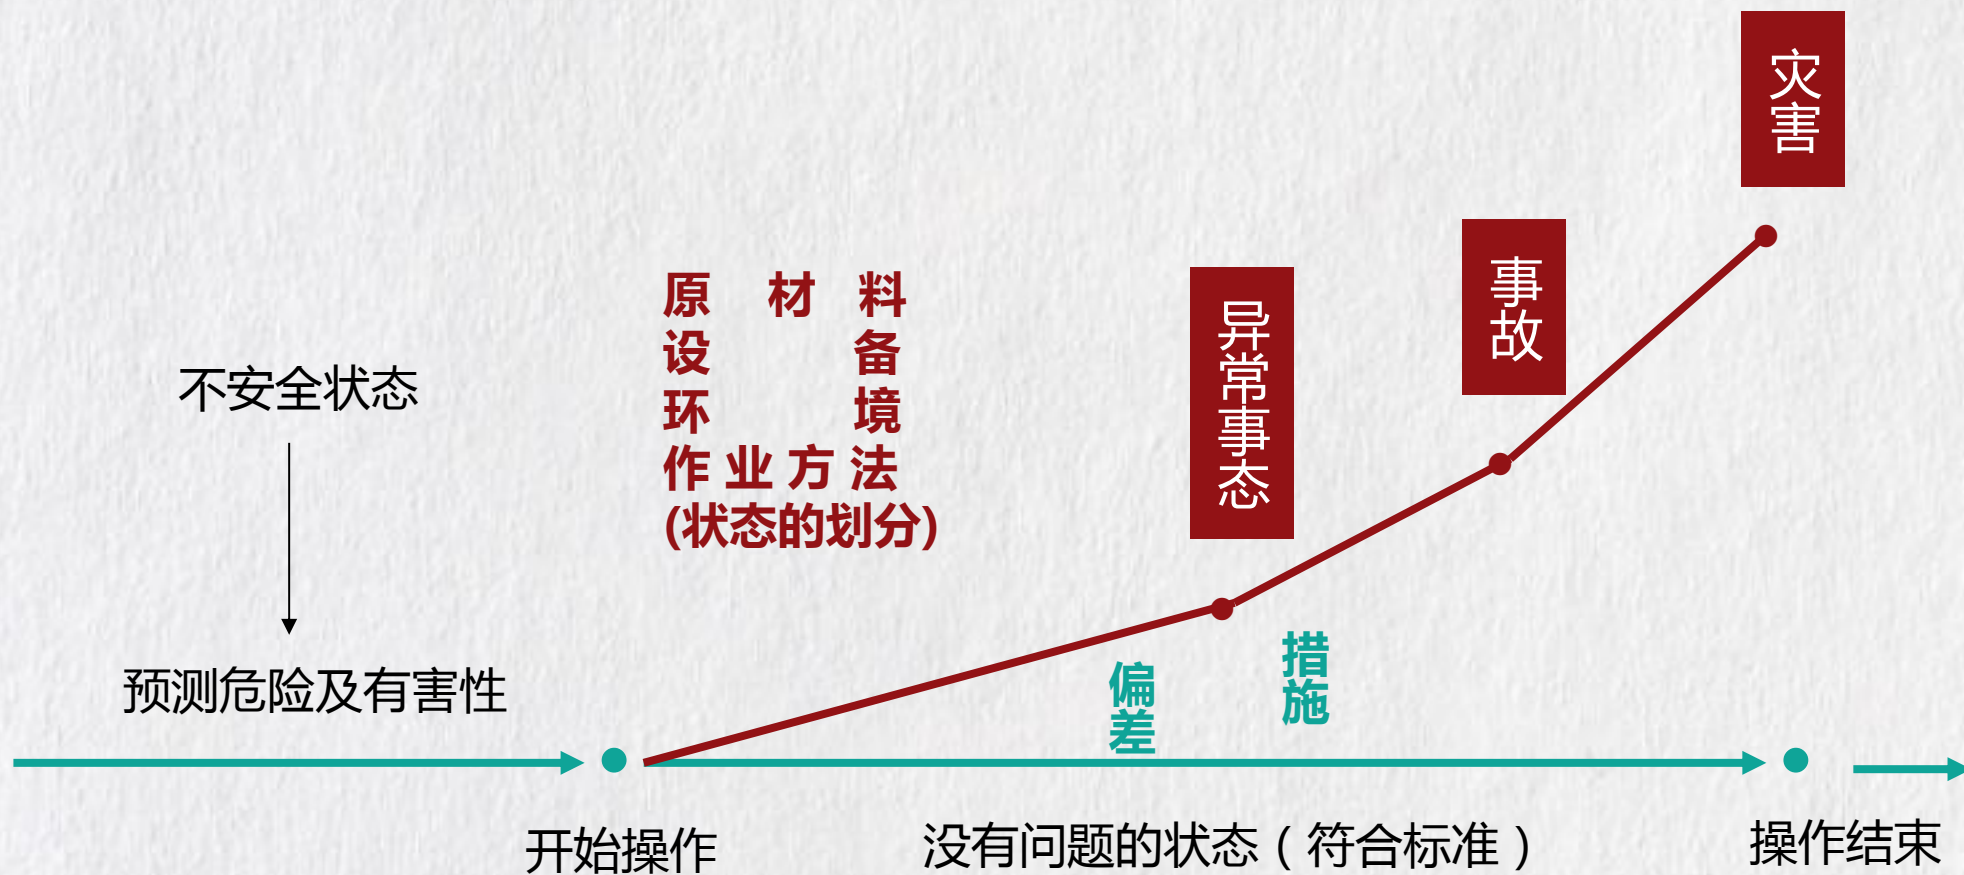 灾害
事故
异常事态
原材料
设备
环境
作业方法
(状态的划分)
不安全状态
预测危险及有害性
偏差
措施
开始操作
没有问题的状态（符合标准）
操作结束